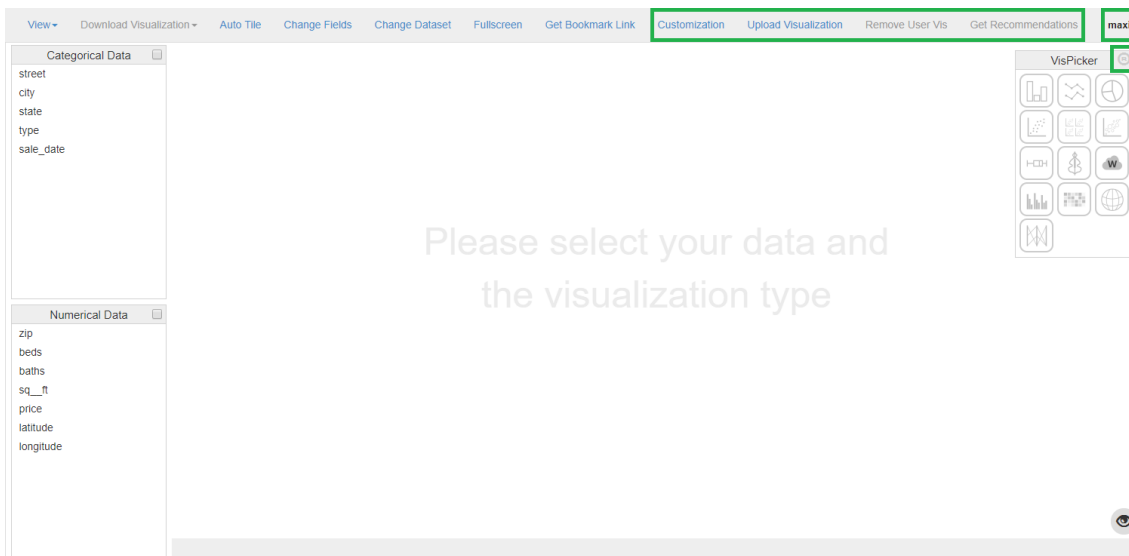 View Download Visualization Auto Tile Change Fields Change Dataset Fullscreen Get Bookmark Link Customization Upload Visualization Remove User Vis Get Recommendations maxi
Categorical Data
street
city
state
type
sale_date
VisPicker
W
Please select your data and
the visualization type
Numerical Data
zip
beds
baths
sq__ft
price
latitude
longitude